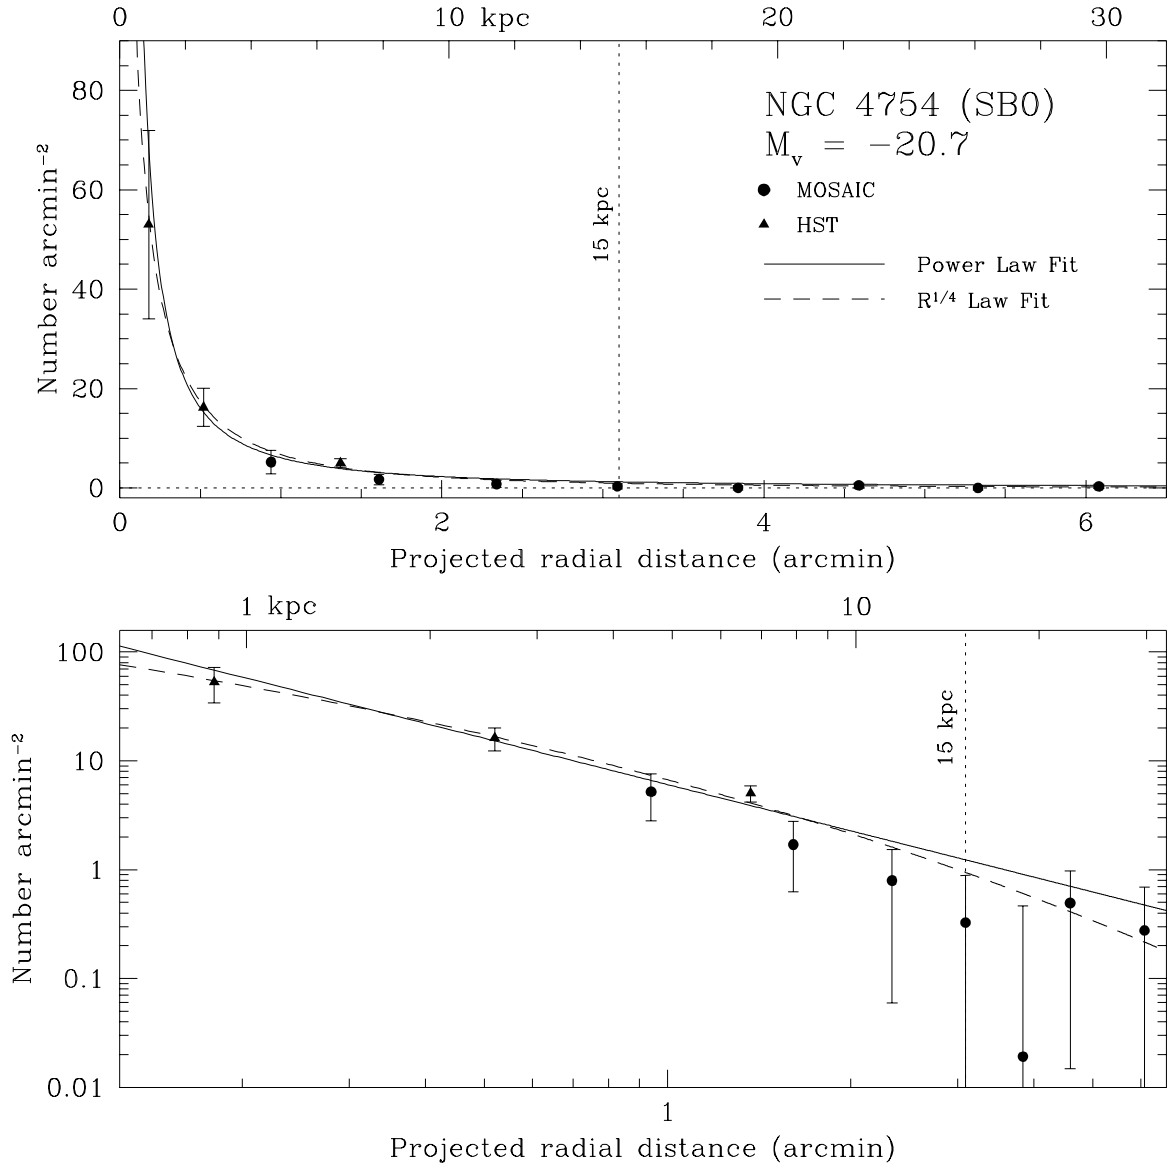 0 10 kpc 20 30
80
60
40
20
0
Number arcmin⁻²
NGC 4754 (SB0)
Mᵥ = −20.7
MOSAIC
HST
Power Law Fit
R¹/⁴ Law Fit
15 kpc
0 2 4 6
Projected radial distance (arcmin)
1 kpc 10
100
10
1
0.1
0.01
Number arcmin⁻²
15 kpc
1
Projected radial distance (arcmin)